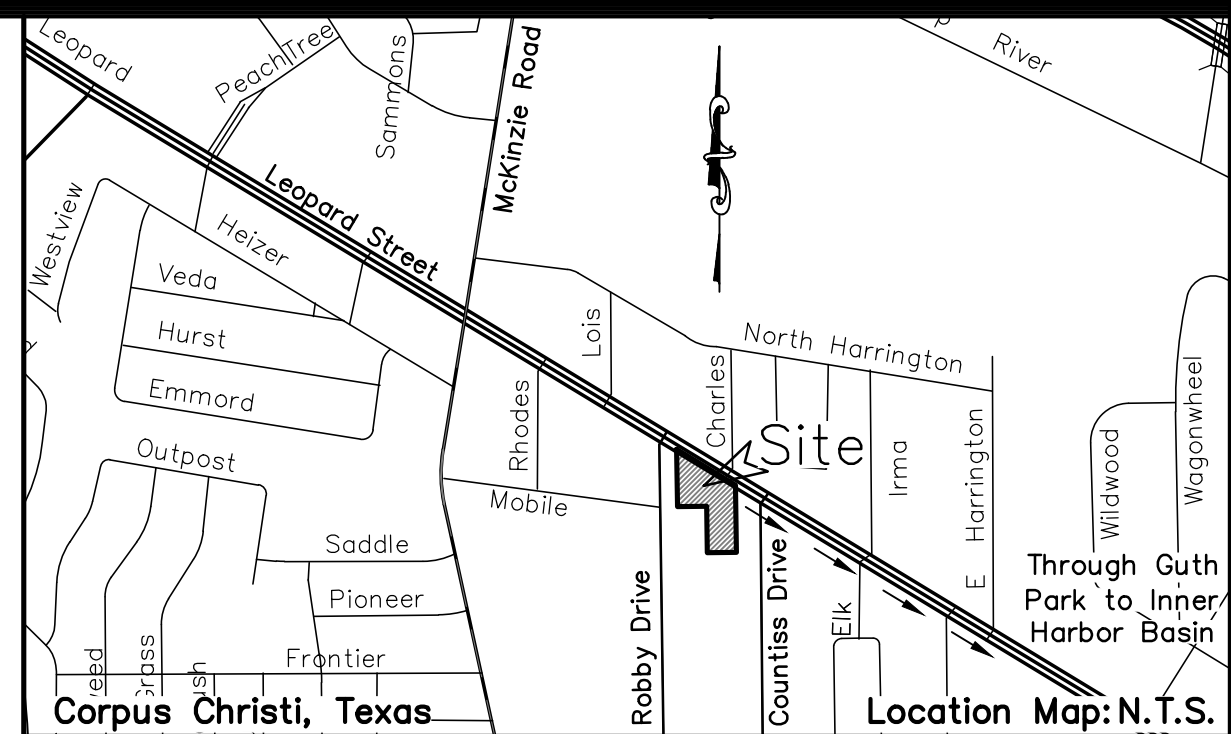 Leopard
PeachTree
Sammons
McKinzie Road
River
Westview
Heizer
Leopard Street
Veda
Hurst
Emmord
Lois
North Harrington
Charles
Rhodes
Site
Irma
E Harrington
Wildwood
Wagonwheel
Outpost
Mobile
Saddle
Pioneer
Frontier
Robby Drive
Countiss Drive
Elk
Through Guth
Park to Inner
Harbor Basin
Grass
Corpus Christi, Texas
Location Map: N.T.S.